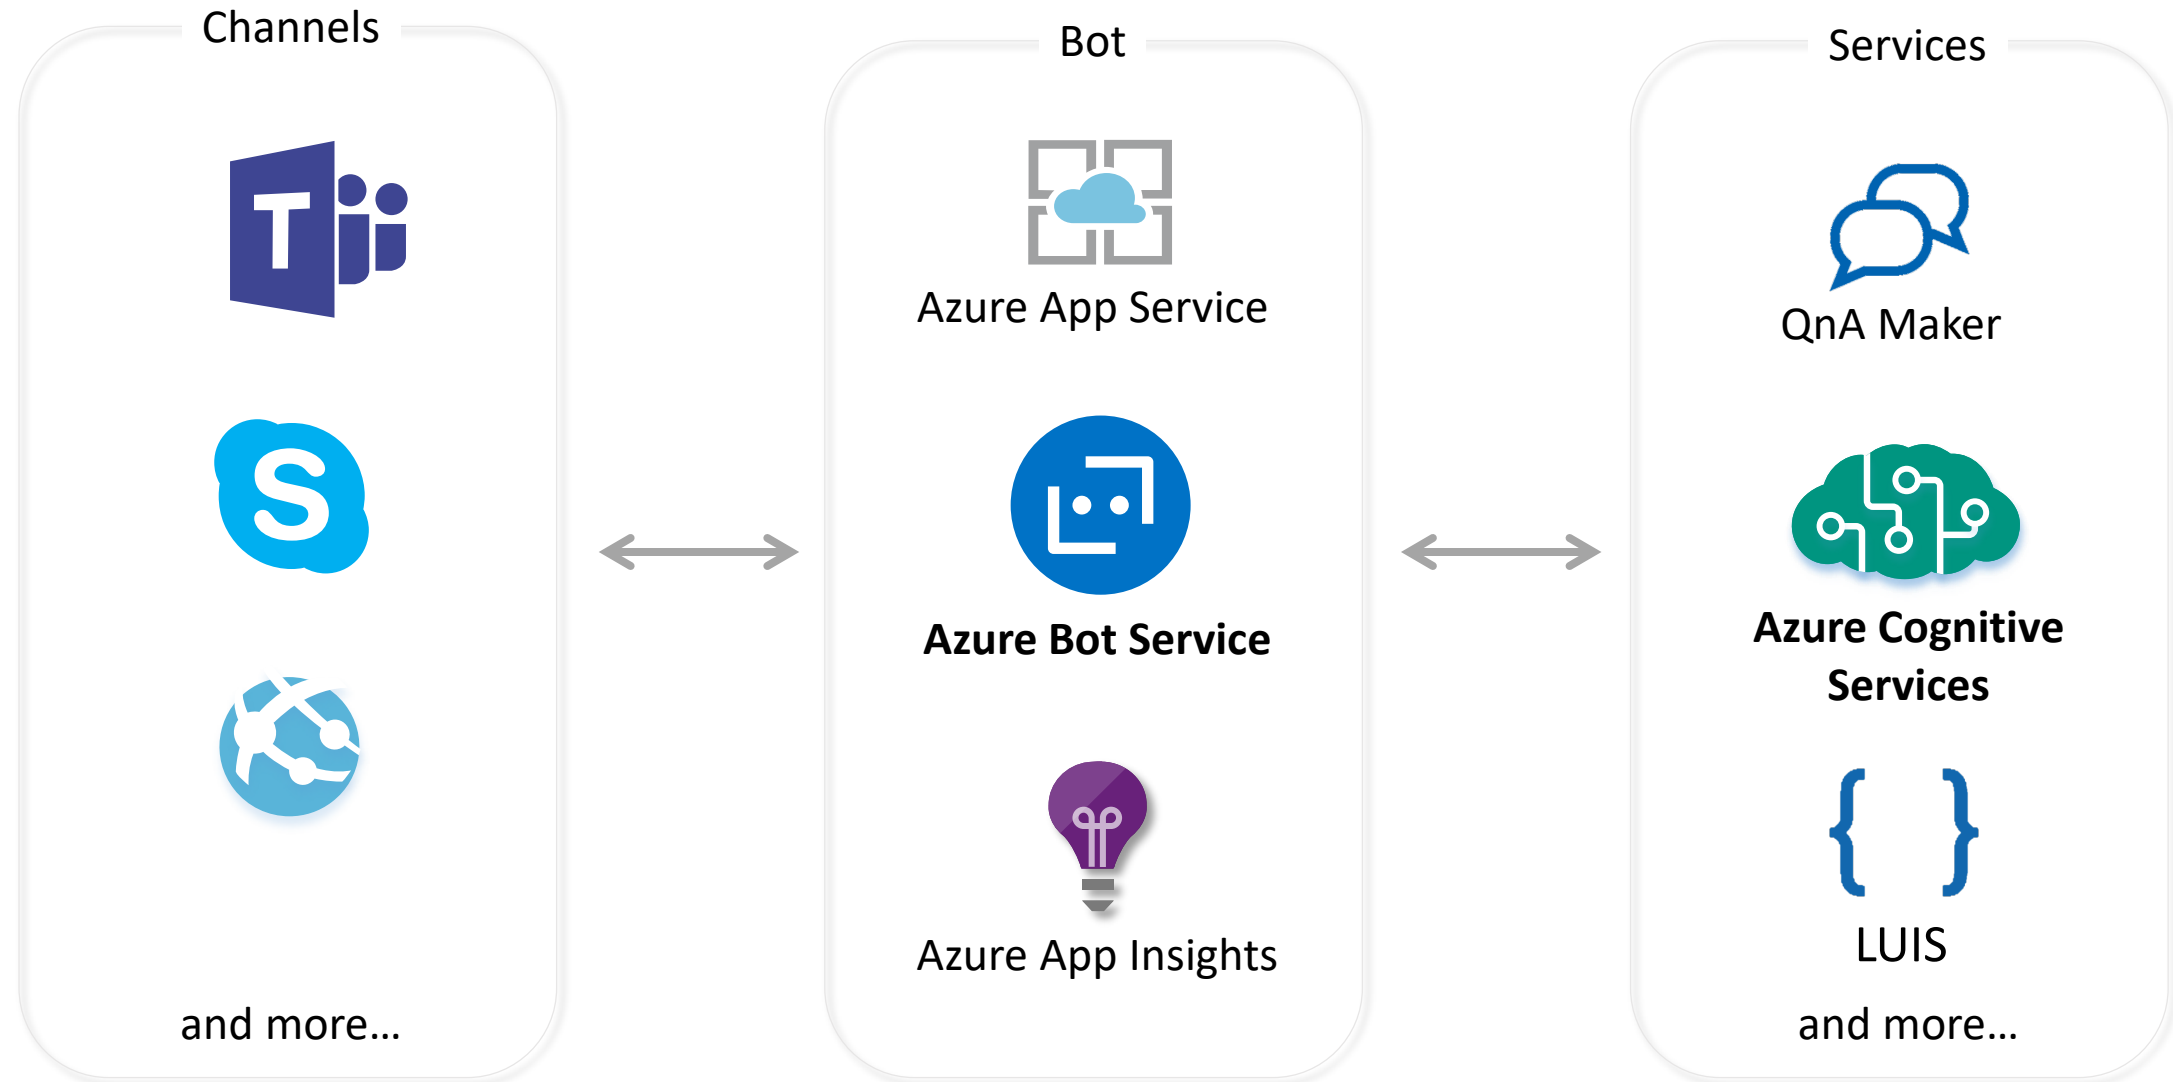 Channels
T
S
and more...
Bot
Azure App Service
Azure Bot Service
Azure App Insights
Services
QnA Maker
Azure Cognitive
Services
{ }
LUIS
and more...